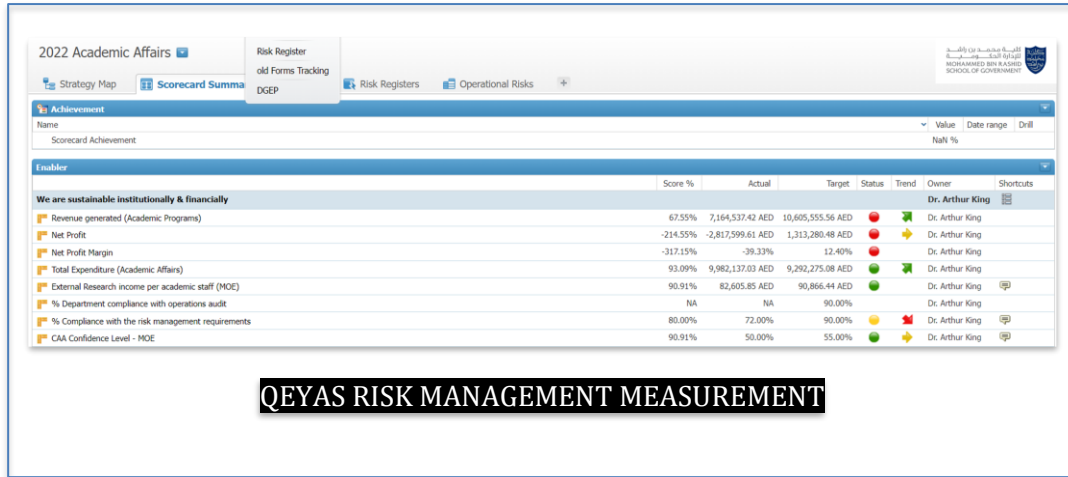 2022 Academic Affairs
Risk Register
old Forms Tracking
DGEP
كليـــة محمـــد بن راشـــد
للإدارة الحكـــوميـــــة
MOHAMMED BIN RASHID
SCHOOL OF GOVERNMENT
Strategy Map Scorecard Summa Risk Registers Operational Risks +
Achievement
Name Value Date range Drill
Scorecard Achievement NaN %
Enabler
Score % Actual Target Status Trend Owner Shortcuts
We are sustainable institutionally & financially Dr. Arthur King
Revenue generated (Academic Programs) 67.55% 7,164,537.42 AED 10,605,555.56 AED Dr. Arthur King
Net Profit -214.55% -2,817,599.61 AED 1,313,280.48 AED Dr. Arthur King
Net Profit Margin -317.15% -39.33% 12.40% Dr. Arthur King
Total Expenditure (Academic Affairs) 93.09% 9,982,137.03 AED 9,292,275.08 AED Dr. Arthur King
External Research income per academic staff (MOE) 90.91% 82,605.85 AED 90,866.44 AED Dr. Arthur King
% Department compliance with operations audit NA NA 90.00% Dr. Arthur King
% Compliance with the risk management requirements 80.00% 72.00% 90.00% Dr. Arthur King
CAA Confidence Level - MOE 90.91% 50.00% 55.00% Dr. Arthur King
QEYAS RISK MANAGEMENT MEASUREMENT